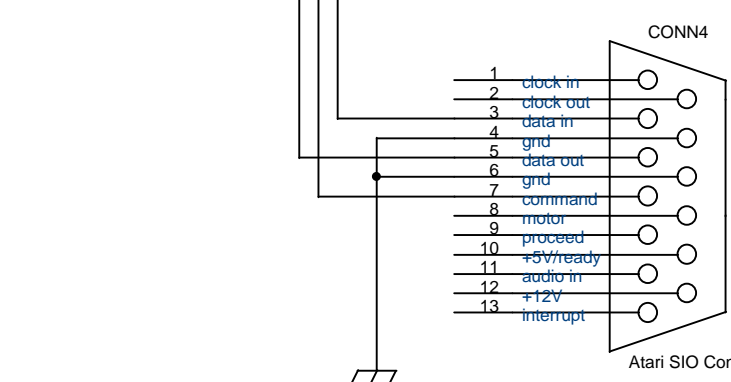 CONN4
1 clock in
2 clock out
3 data in
4 gnd
5 data out
6 gnd
7 command
8 motor
9 proceed
10 +5V/ready
11 audio in
12 +12V
13 interrupt
Atari SIO Con